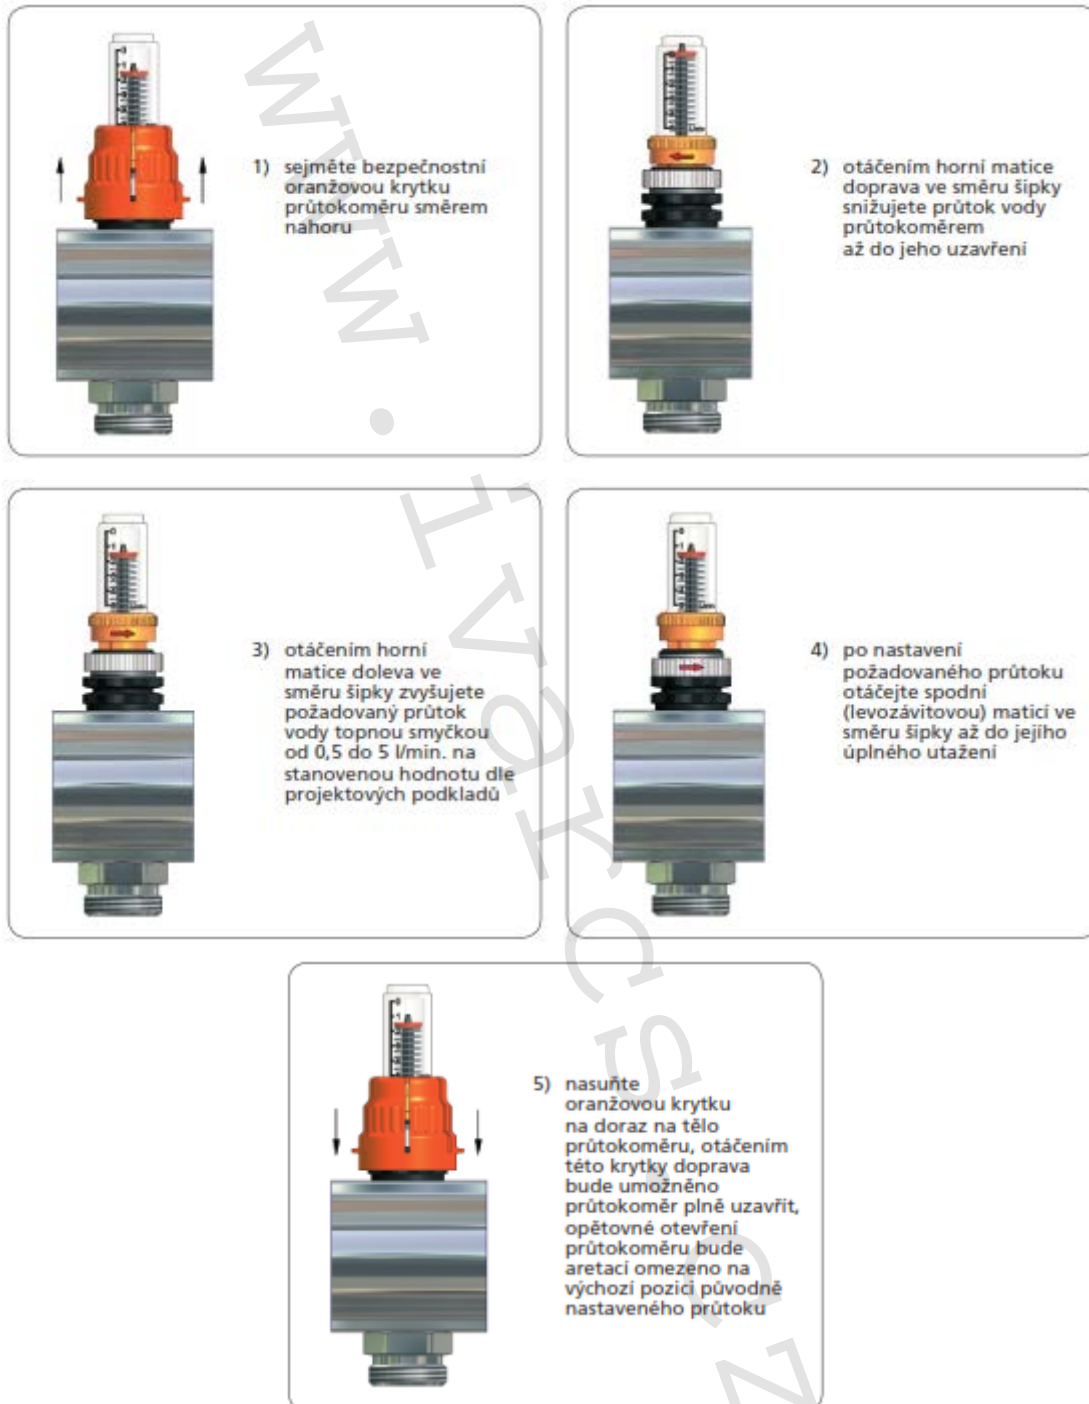 1) sejměte bezpečnostní
oranžovou krytku
průtokoměru směrem
nahoru
2) otáčením horní matice
doprava ve směru šipky
snižujete průtok vody
průtokoměrem
až do jeho uzavření
3) otáčením horní
matice doleva ve
směru šipky zvyšujete
požadovaný průtok
vody topnou smyčkou
od 0,5 do 5 l/min. na
stanovenou hodnotu dle
projektových podkladů
4) po nastavení
požadovaného průtoku
otáčejte spodní
(levozávitovou) maticí ve
směru šipky až do jejího
úplného utažení
5) nasuňte
oranžovou krytku
na doraz na tělo
průtokoměru, otáčením
této krytky doprava
bude umožněno
průtokoměr plně uzavřít,
opětovné otevření
průtokoměru bude
aretací omezeno na
výchozí pozici původně
nastaveného průtoku
www.ivarcs.cz